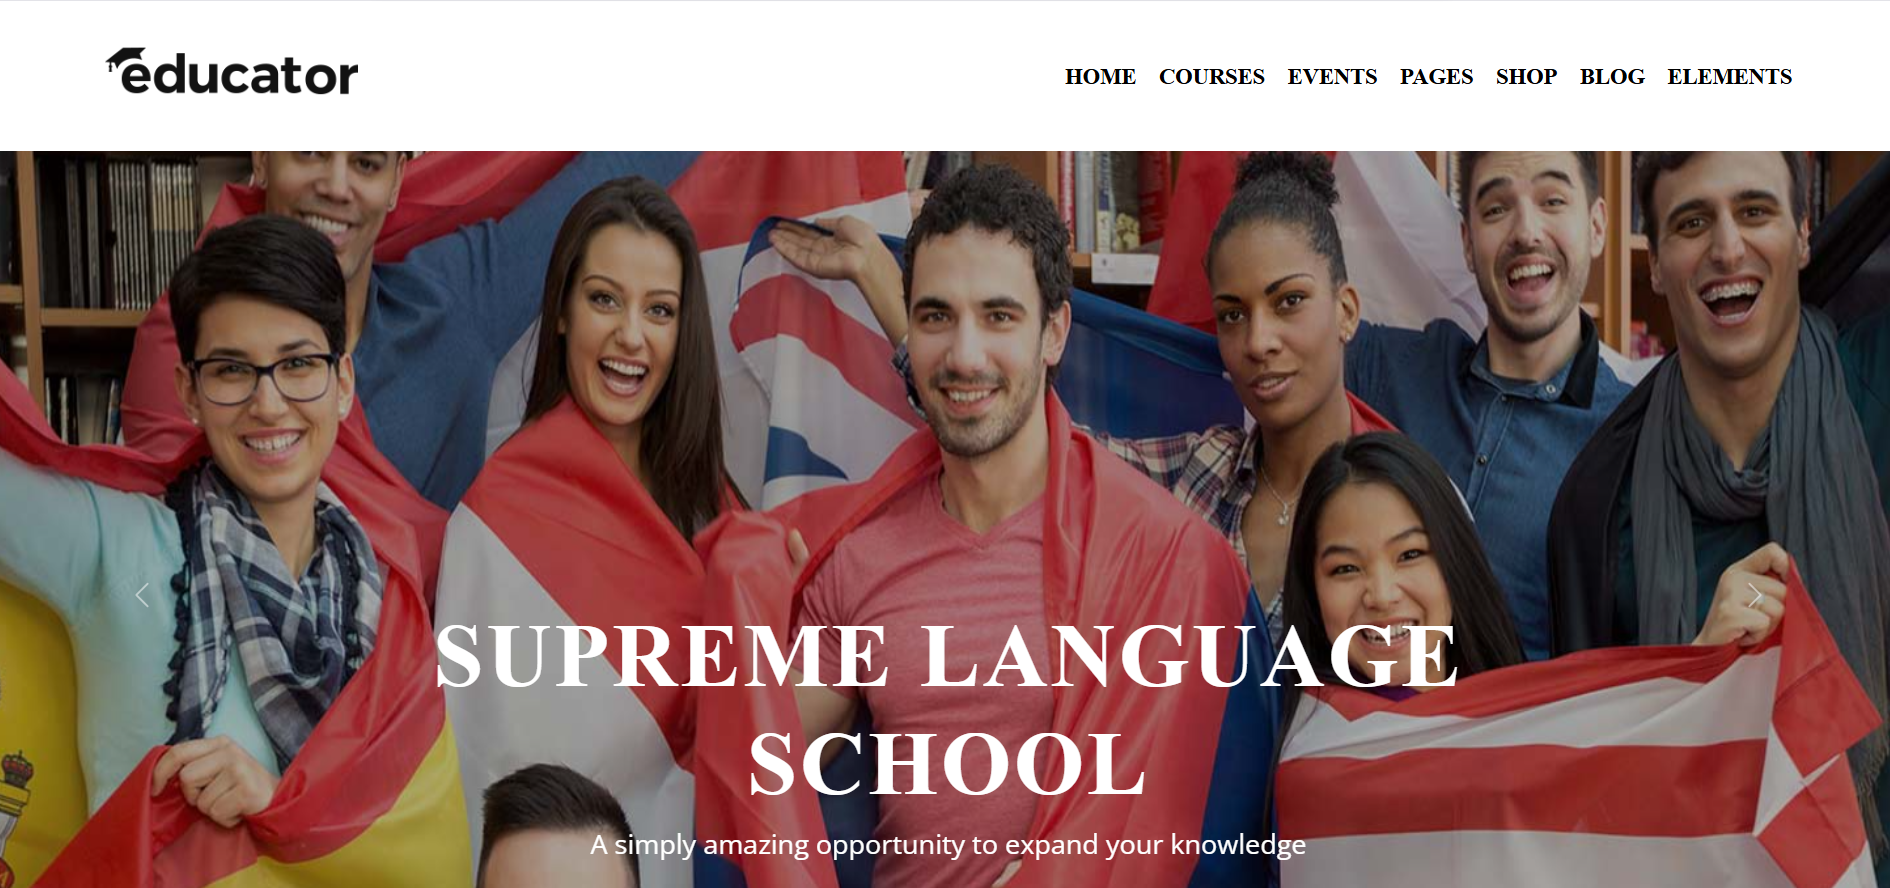 educator
HOME COURSES EVENTS PAGES SHOP BLOG ELEMENTS
SUPREME LANGUAGE
SCHOOL
A simply amazing opportunity to expand your knowledge